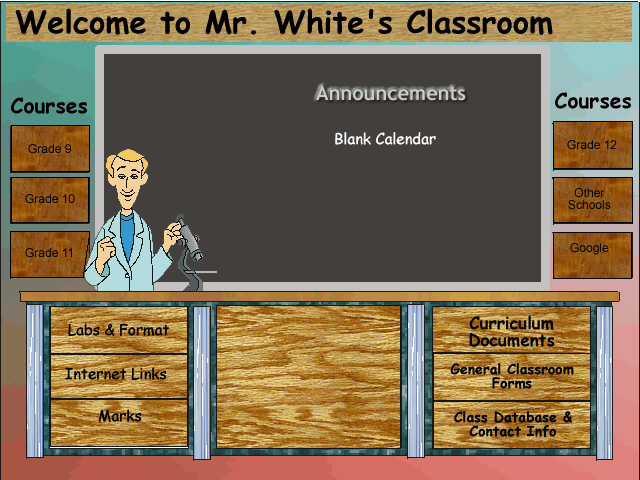 Welcome to Mr. White's Classroom
Courses
Grade 9
Grade 10
Grade 11
Announcements
Blank Calendar
Courses
Grade 12
Other
Schools
Google
Labs & Format
Internet Links
Marks
Curriculum
Documents
General Classroom
Forms
Class Database &
Contact Info